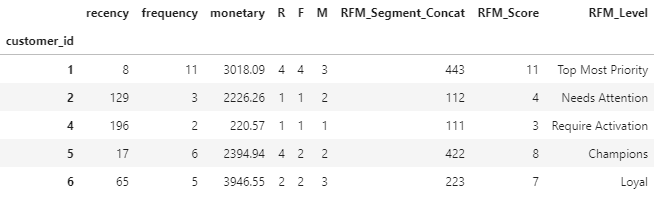 recency frequency monetary R F M RFM_Segment_Concat RFM_Score RFM_Level
customer_id
1 8 11 3018.09 4 4 3 443 11 Top Most Priority
2 129 3 2226.26 1 1 2 112 4 Needs Attention
4 196 2 220.57 1 1 1 111 3 Require Activation
5 17 6 2394.94 4 2 2 422 8 Champions
6 65 5 3946.55 2 2 3 223 7 Loyal